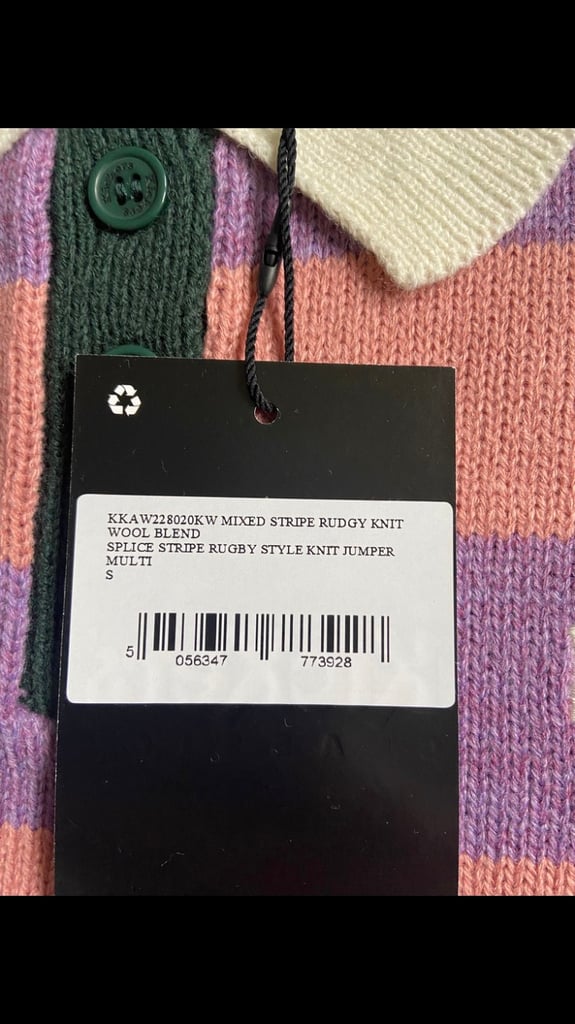 KKAW228020KW MIXED STRIPE RUDGY KNIT
WOOL BLEND
SPLICE STRIPE RUGBY STYLE KNIT JUMPER
MULTI
S
5 056347 773928